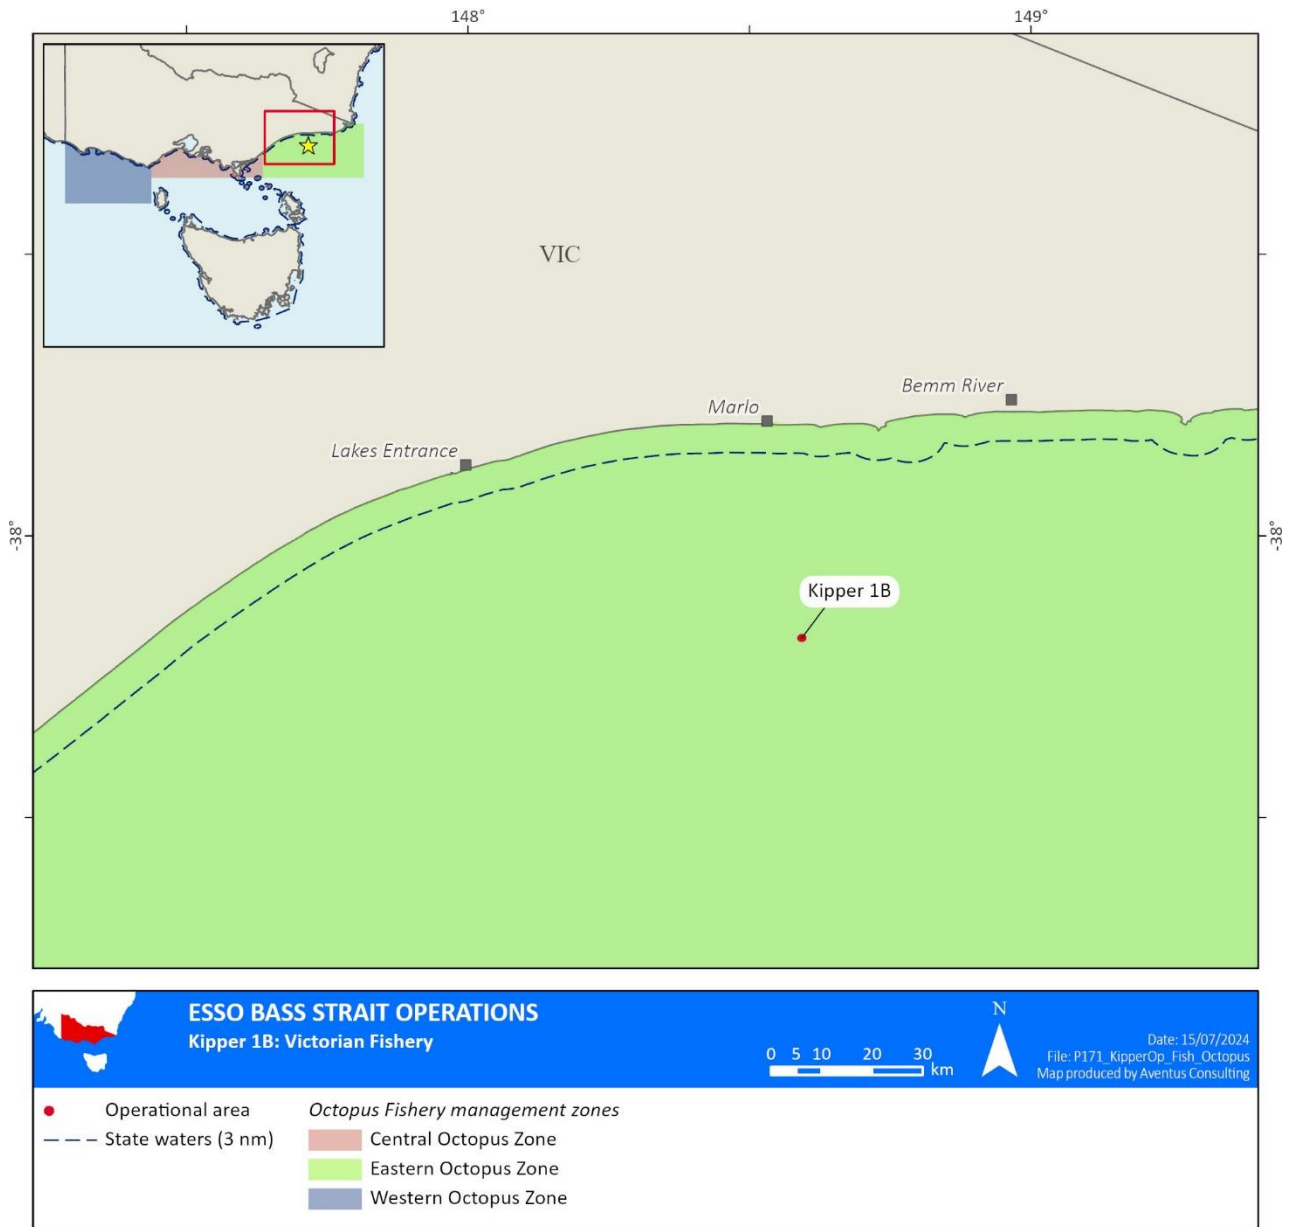 148° 149°
VIC
Bemm River
Marlo
Lakes Entrance
-38° -38°
Kipper 1B
ESSO BASS STRAIT OPERATIONS
Kipper 1B: Victorian Fishery
0 5 10 20 30
km
N
Date: 15/07/2024
File: P171_KipperOp_Fish_Octopus
Map produced by Aventus Consulting
Operational area
State waters (3 nm)
Octopus Fishery management zones
Central Octopus Zone
Eastern Octopus Zone
Western Octopus Zone